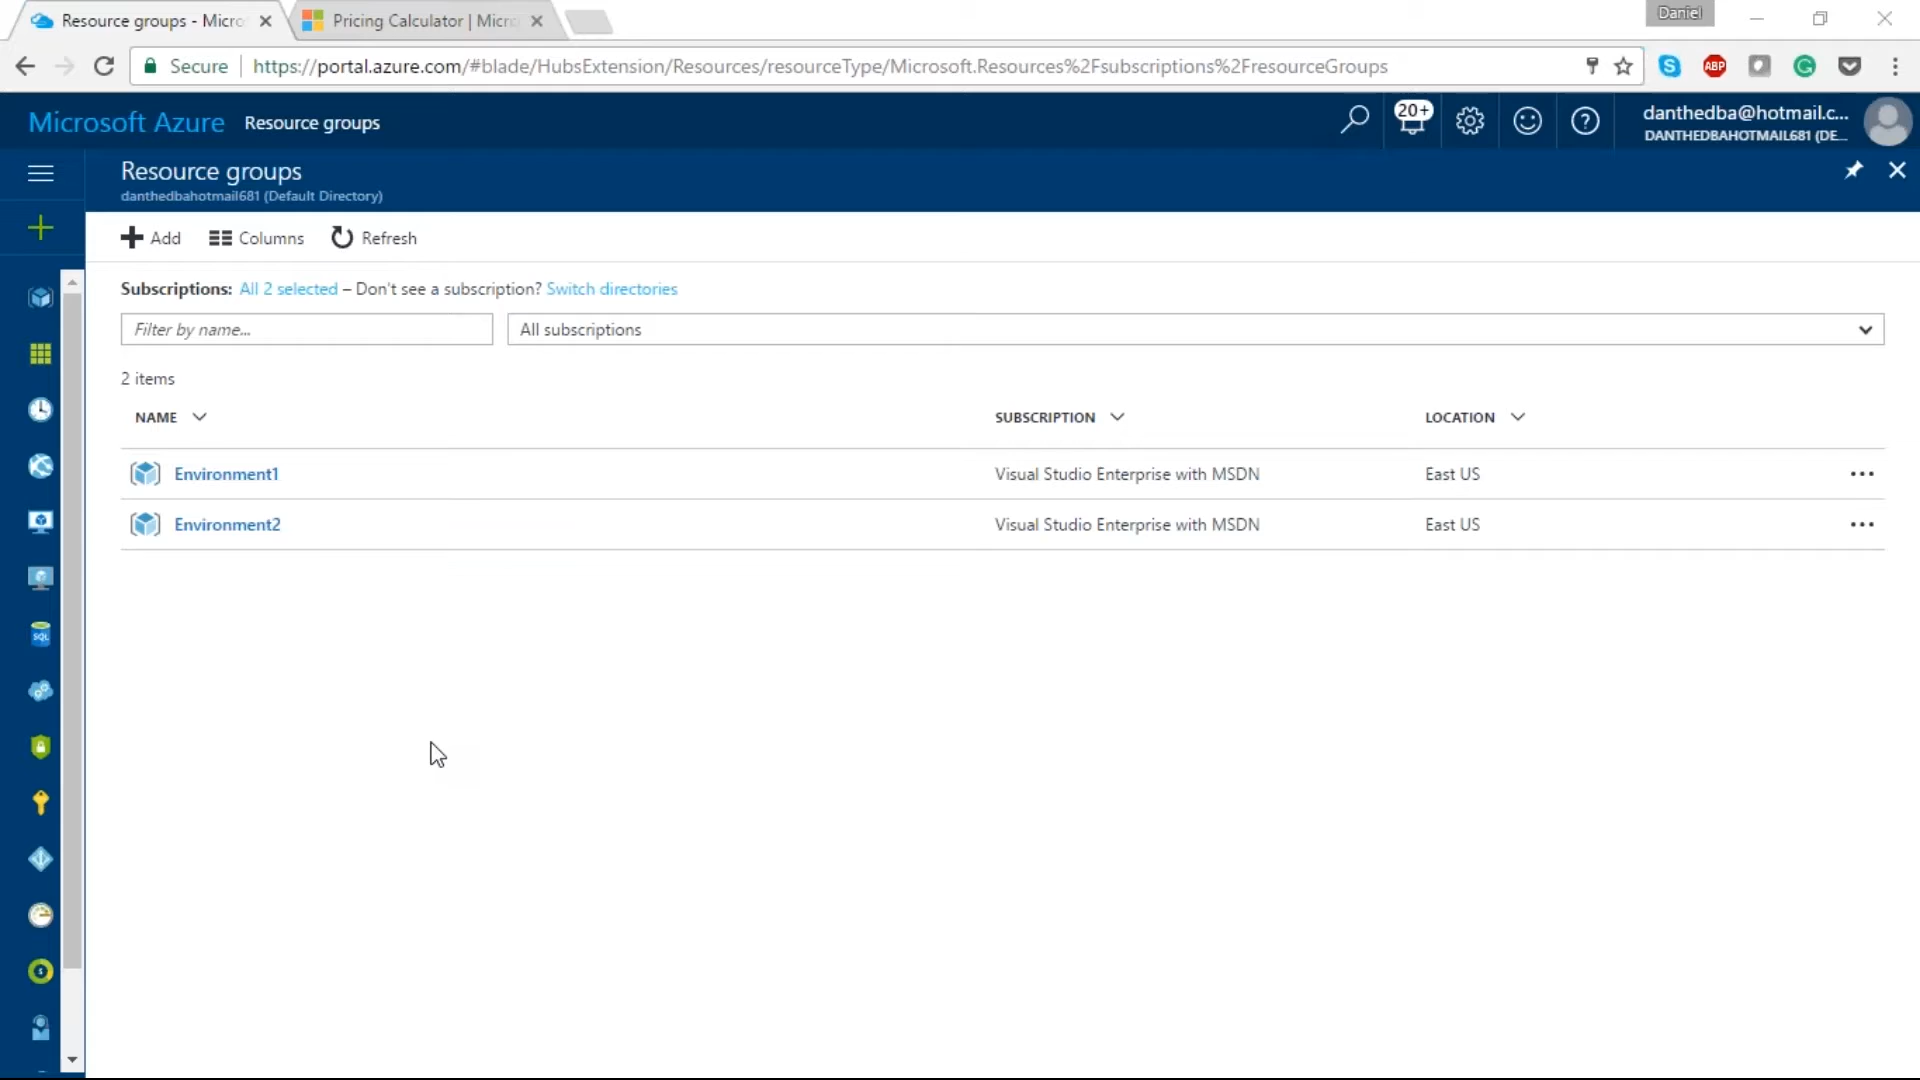 Resource groups - Micro
Pricing Calculator | Micro
Daniel
Secure
https://portal.azure.com/#blade/HubsExtension/Resources/resourceType/Microsoft.Resources%2Fsubscriptions%2FresourceGroups
ABP
Microsoft Azure
Resource groups
20+
danthedba@hotmail.c...
DANTHEDBAHOTMAIL681 (DE...
Resource groups
danthedbahotmail681 (Default Directory)
Add
Columns
Refresh
Subscriptions: All 2 selected – Don't see a subscription? Switch directories
Filter by name...
All subscriptions
2 items
NAME
SUBSCRIPTION
LOCATION
Environment1
Visual Studio Enterprise with MSDN
East US
Environment2
Visual Studio Enterprise with MSDN
East US
SQL